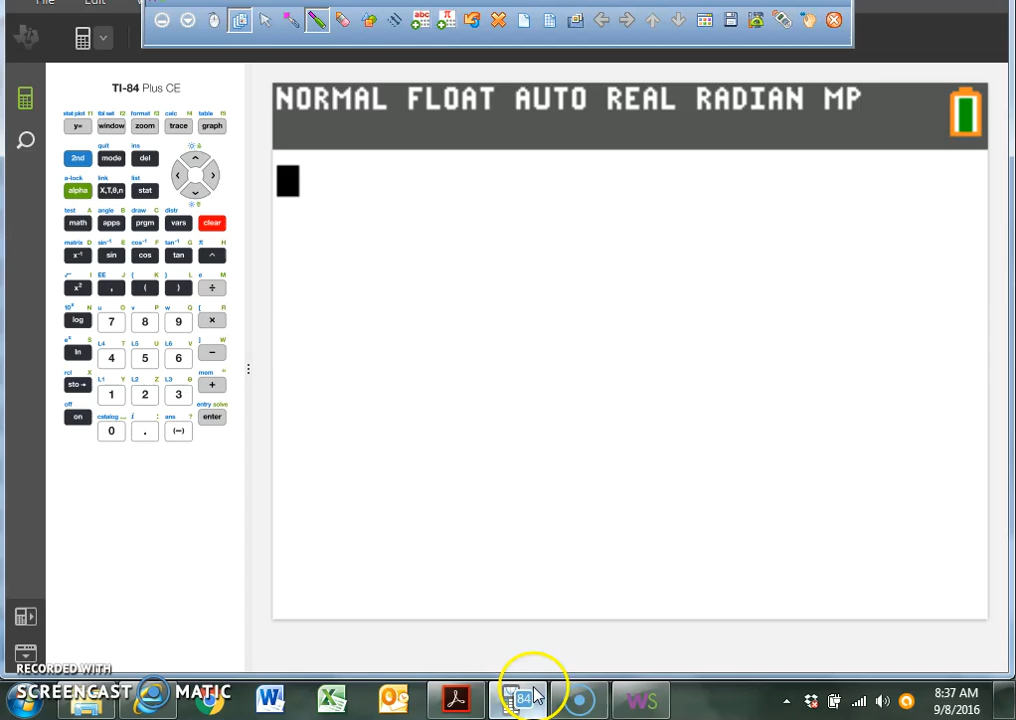 File Edit
abc
TI-84 Plus CE
NORMAL FLOAT AUTO REAL RADIAN MP
stat plot f1 tbl set f2 format f3 calc f4 table f5
y= window zoom trace graph
quit ins
2nd mode del
a-lock link list
alpha X,T,θ,n stat
test A angle B draw C distr
math apps prgm vars clear
matrix D sin⁻¹ E cos⁻¹ F tan⁻¹ G π H
x⁻¹ sin cos tan ^
√ I EE J { K } L e M
x² , ( ) ÷
10ˣ N u O v P w Q [ R
log 7 8 9 ×
eˣ S L4 T L5 U L6 V ] W
ln 4 5 6 −
rcl X L1 Y L2 Z L3 θ mem "
sto→ 1 2 3 +
off catalog i : ans ? entry solve
on 0 . (−) enter
RECORDED WITH
SCREENCAST MATIC
84
WS
8:37 AM
9/8/2016